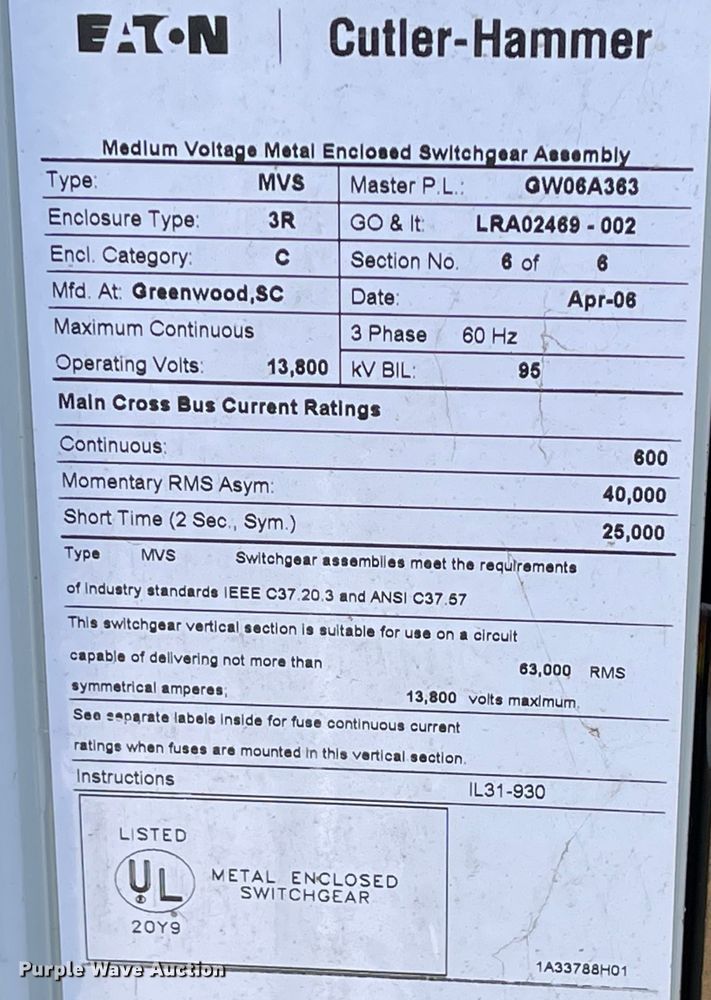 EATON | Cutler-Hammer
Medium Voltage Metal Enclosed Switchgear Assembly
Type: MVS Master P.L.: GW06A363
Enclosure Type: 3R GO & It: LRA02469 - 002
Encl. Category: C Section No. 6 of 6
Mfd. At: Greenwood,SC Date: Apr-06
Maximum Continuous 3 Phase 60 Hz
Operating Volts: 13,800 kV BIL: 95
Main Cross Bus Current Ratings
Continuous: 600
Momentary RMS Asym: 40,000
Short Time (2 Sec., Sym.) 25,000
Type MVS Switchgear assemblies meet the requirements
of industry standards IEEE C37.20.3 and ANSI C37.57
This switchgear vertical section is suitable for use on a circuit
capable of delivering not more than 63,000 RMS
symmetrical amperes; 13,800 volts maximum.
See separate labels inside for fuse continuous current
ratings when fuses are mounted in this vertical section.
Instructions IL31-930
LISTED
UL
METAL ENCLOSED
SWITCHGEAR
20Y9
1A33788H01
Purple Wave Auction